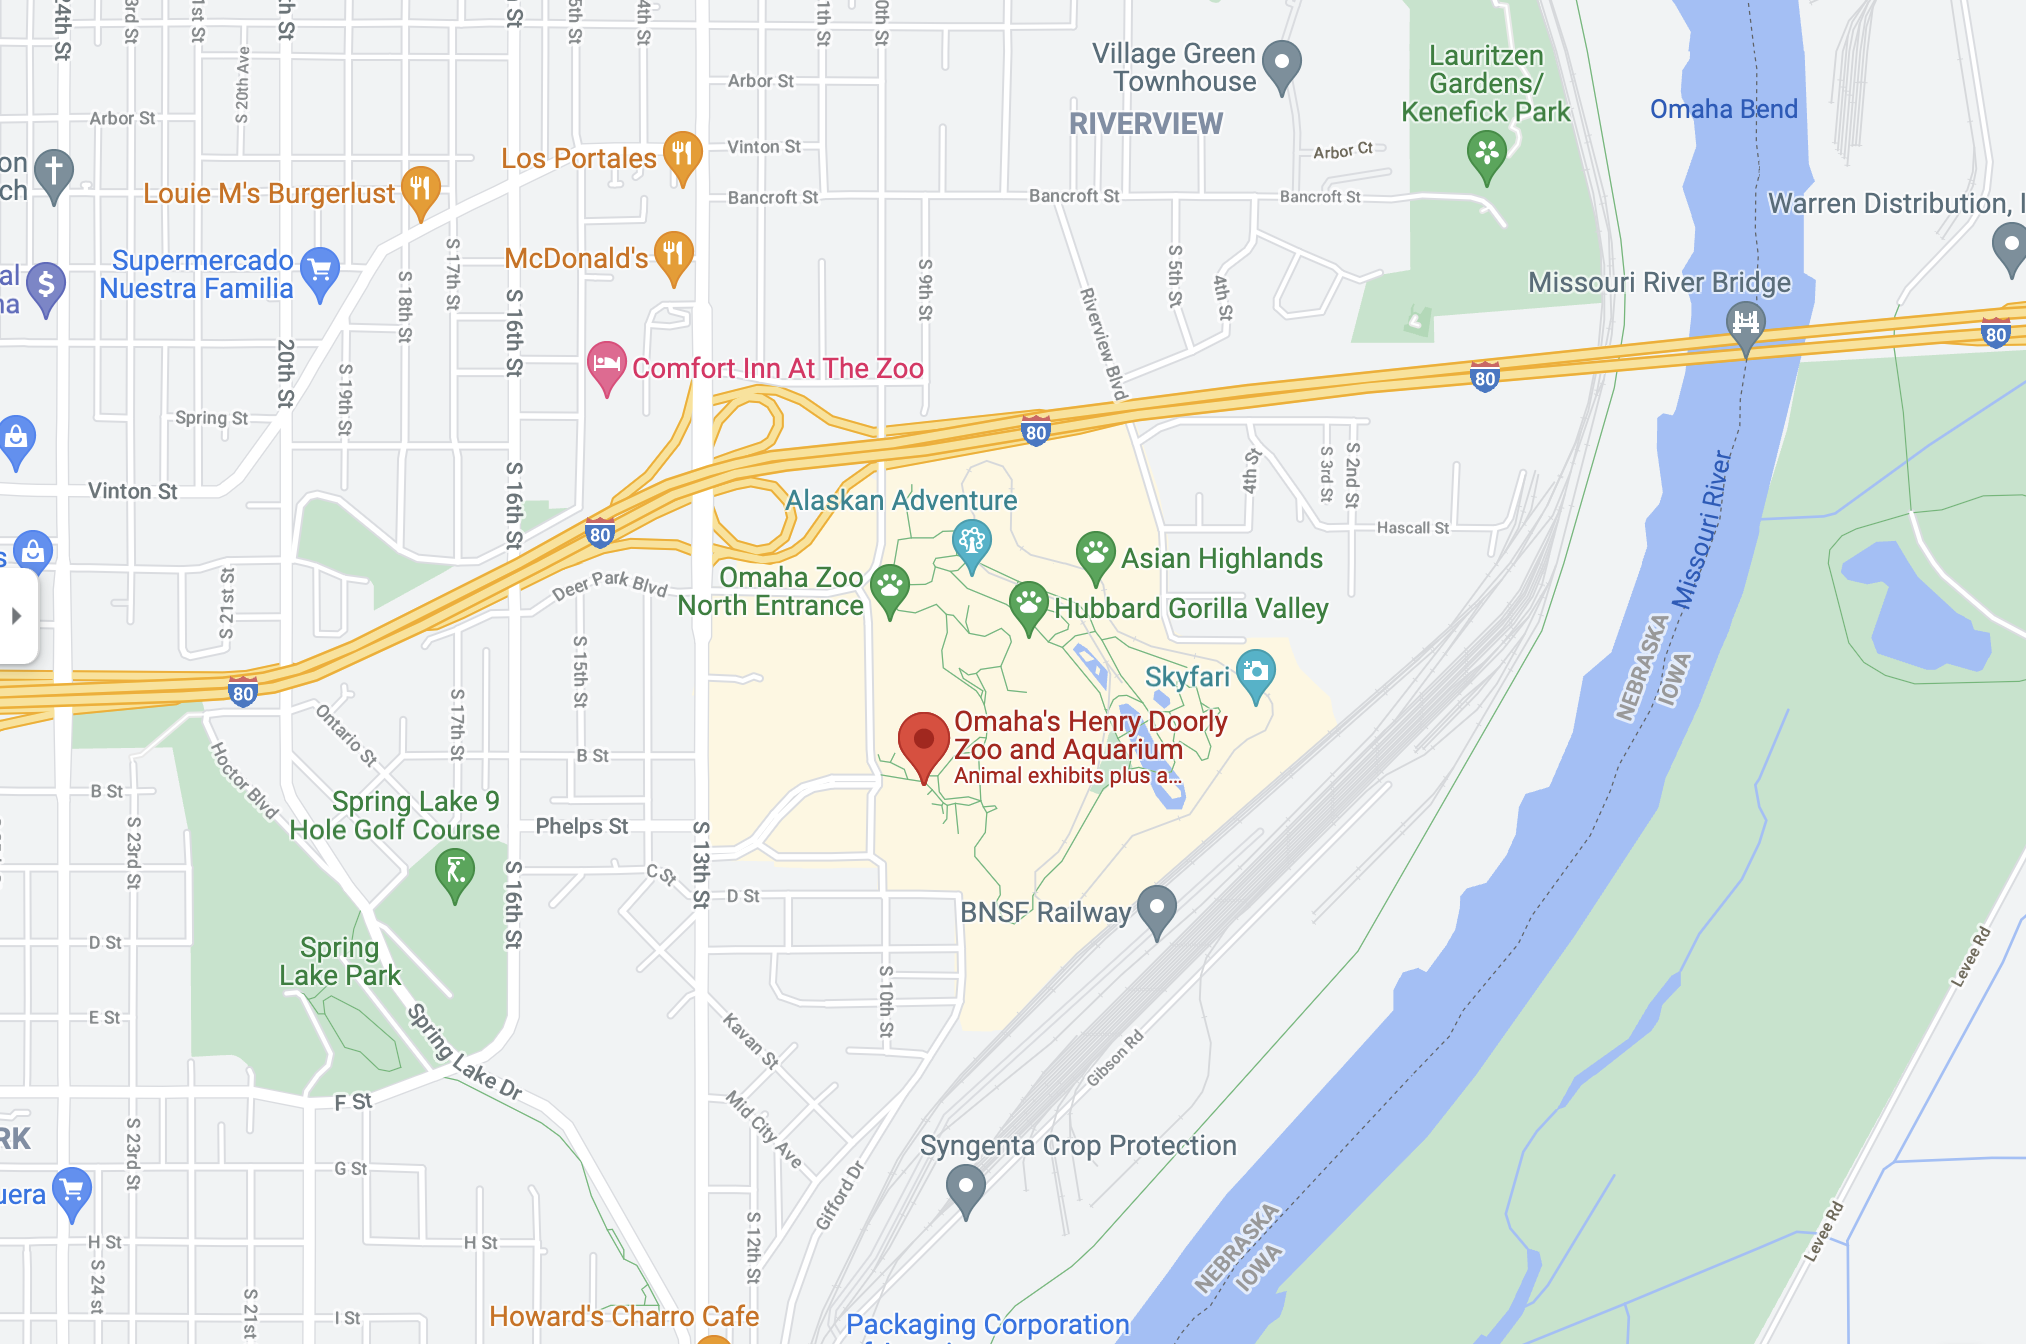 24th St
S 20th Ave
Arbor St
Village Green
Townhouse
RIVERVIEW
Lauritzen
Gardens/
Kenefick Park
Omaha Bend
Arbor St
Vinton St
Arbor Ct
Los Portales
Louie M's Burgerlust
Bancroft St
Bancroft St
Bancroft St
Warren Distribution, I
McDonald's
Supermercado
Nuestra Familia
S 18th St
S 17th St
S 16th St
S 9th St
Riverview Blvd
S 5th St
4th St
Missouri River Bridge
80
80
80
80
80
Comfort Inn At The Zoo
20th St
S 19th St
Spring St
Vinton St
S 16th St
4th St
S 3rd St
S 2nd St
Hascall St
Missouri River
NEBRASKA
IOWA
Alaskan Adventure
Asian Highlands
Omaha Zoo
North Entrance
Hubbard Gorilla Valley
Skyfari
Deer Park Blvd
S 21st St
S 15th St
S 17th St
Ontario St
Hoctor Blvd
Omaha's Henry Doorly
Zoo and Aquarium
Animal exhibits plus a...
B St
B St
Spring Lake 9
Hole Golf Course
Phelps St
S 23rd St
S 16th St
S 13th St
C St
D St
D St
BNSF Railway
Spring
Lake Park
S 10th St
E St
Spring Lake Dr
Kavan St
Gibson Rd
Levee Rd
F St
Mid City Ave
S 23rd St
RK
Syngenta Crop Protection
G St
uera
Gifford Dr
H St
H St
S 12th St
S 24 st
S 21st
NEBRASKA
IOWA
Levee Rd
I St
Howard's Charro Cafe
Packaging Corporation